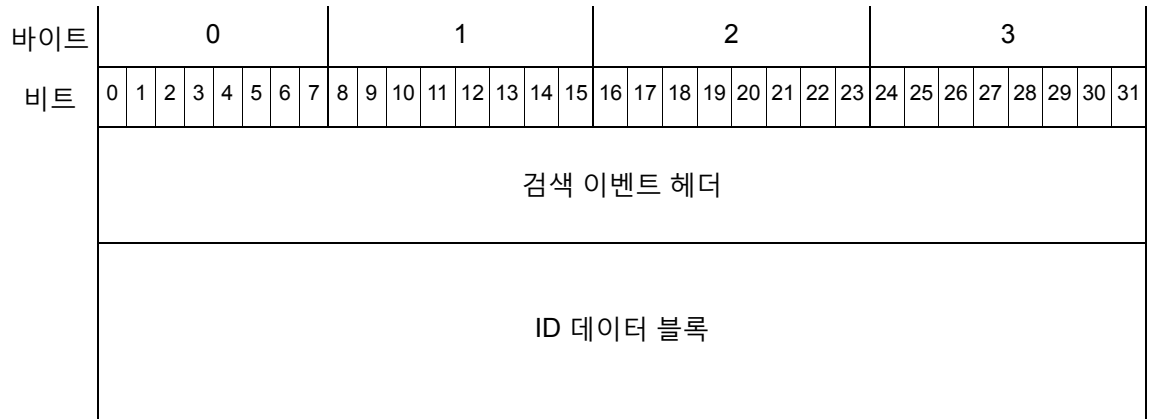 바이트 0 1 2 3
비트 0 1 2 3 4 5 6 7 8 9 10 11 12 13 14 15 16 17 18 19 20 21 22 23 24 25 26 27 28 29 30 31
검색 이벤트 헤더
ID 데이터 블록